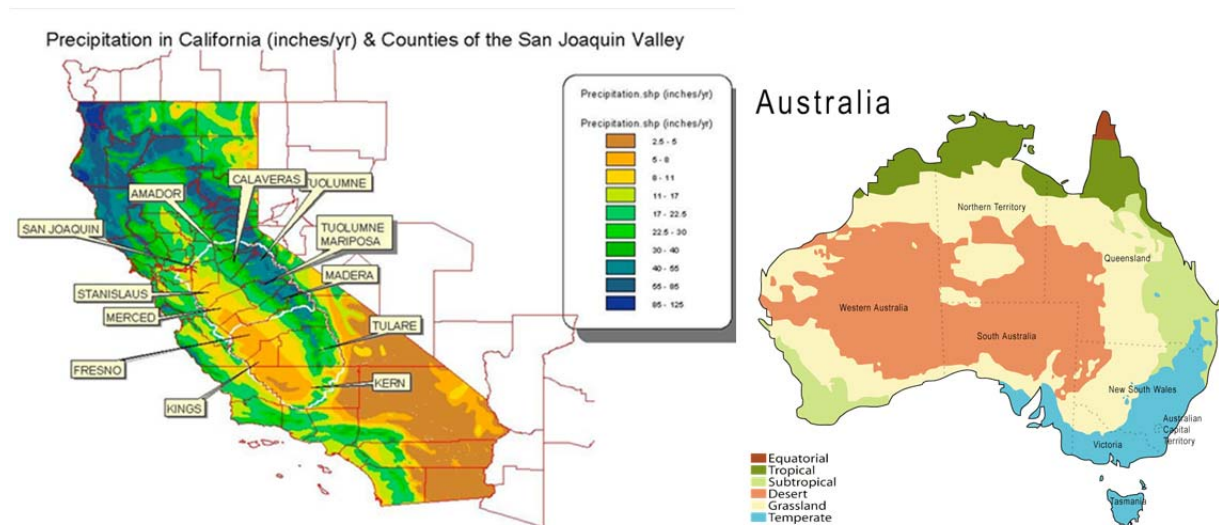 Precipitation in California (inches/yr) & Counties of the San Joaquin Valley
Precipitation.shp (inches/yr)
Precipitation.shp (inches/yr)
2.5 - 5
5 - 8
8 - 11
11 - 17
17 - 22.5
22.5 - 30
30 - 40
40 - 55
55 - 85
85 - 125
CALAVERAS
TUOLUMNE
AMADOR
SAN JOAQUIN
TUOLUMNE
MARIPOSA
MADERA
STANISLAUS
MERCED
TULARE
FRESNO
KERN
KINGS
Australia
Northern Territory
Queensland
Western Australia
South Australia
New South Wales
Australian
Capital
Territory
Victoria
Tasmania
Equatorial
Tropical
Subtropical
Desert
Grassland
Temperate